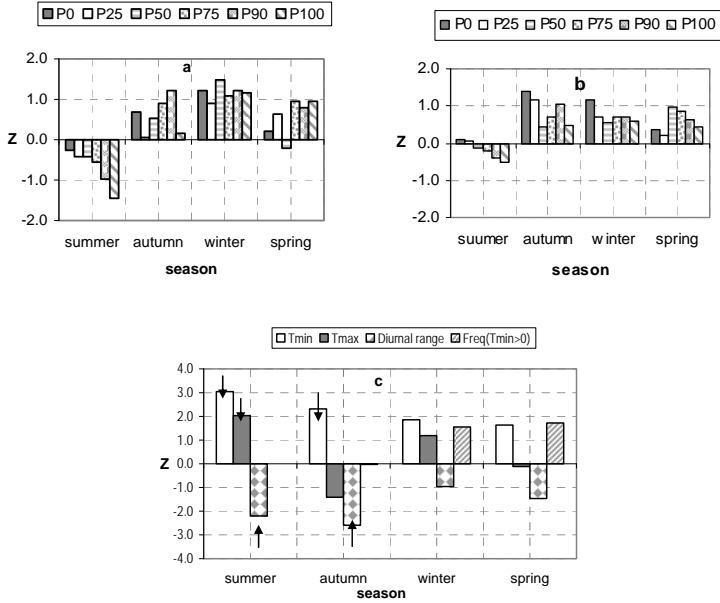 P0 P25 P50 P75 P90 P100
a
2.0
1.0
0.0
-1.0
-2.0
Z
summer autumn winter spring
season
P0 P25 P50 P75 P90 P100
b
2.0
1.0
0.0
-1.0
-2.0
Z
suumer autumn winter spring
season
Tmin Tmax Diurnal range Freq(Tmin>0)
c
4.0
3.0
2.0
1.0
0.0
-1.0
-2.0
-3.0
-4.0
Z
summer autumn winter spring
season